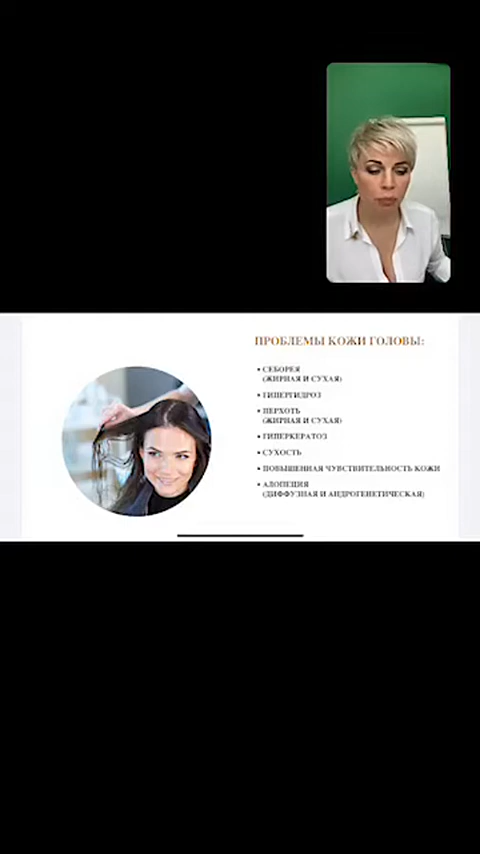 ПРОБЛЕМЫ КОЖИ ГОЛОВЫ:
• СЕБОРЕЯ
(ЖИРНАЯ И СУХАЯ)
• ГИПЕРГИДРОЗ
• ПЕРХОТЬ
(ЖИРНАЯ И СУХАЯ)
• ГИПЕРКЕРАТОЗ
• СУХОСТЬ
• ПОВЫШЕННАЯ ЧУВСТВИТЕЛЬНОСТЬ КОЖИ
• АЛОПЕЦИЯ
(ДИФФУЗНАЯ И АНДРОГЕНЕТИЧЕСКАЯ)